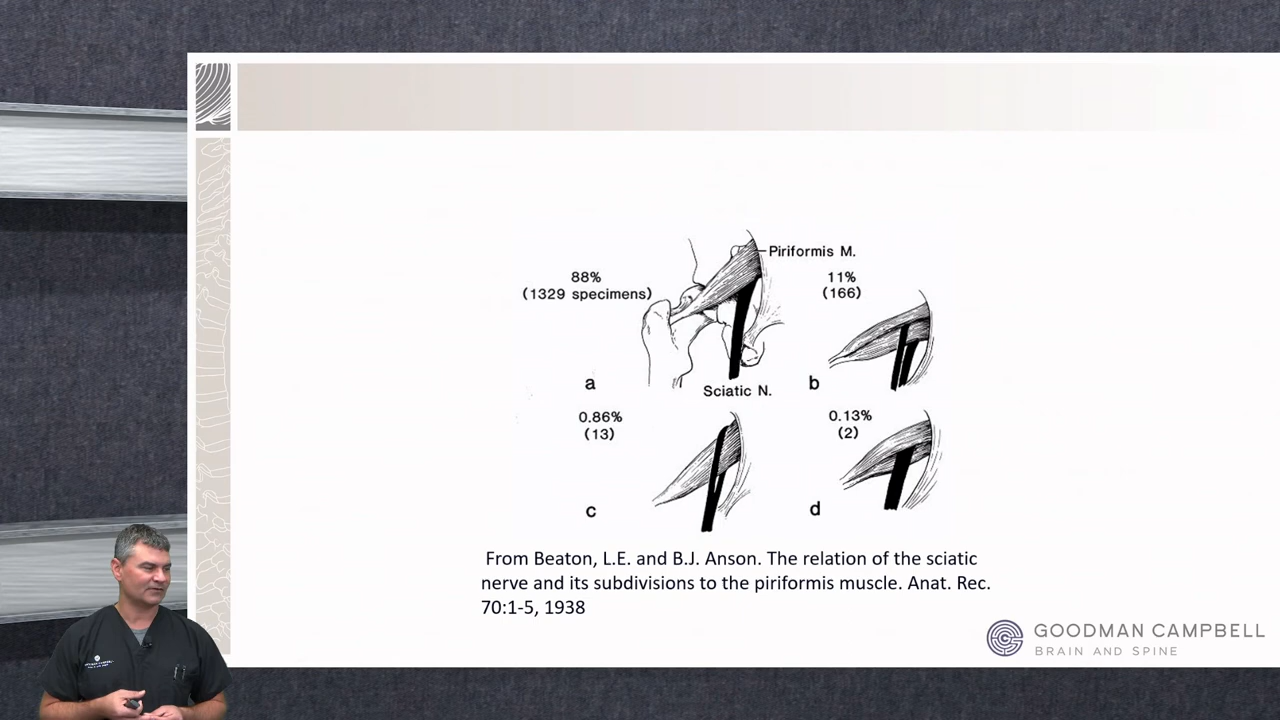 Piriformis M.
88%
(1329 specimens)
11%
(166)
a
Sciatic N.
b
0.86%
(13)
0.13%
(2)
c
d
From Beaton, L.E. and B.J. Anson. The relation of the sciatic
nerve and its subdivisions to the piriformis muscle. Anat. Rec.
70:1-5, 1938
GOODMAN CAMPBELL
BRAIN AND SPINE